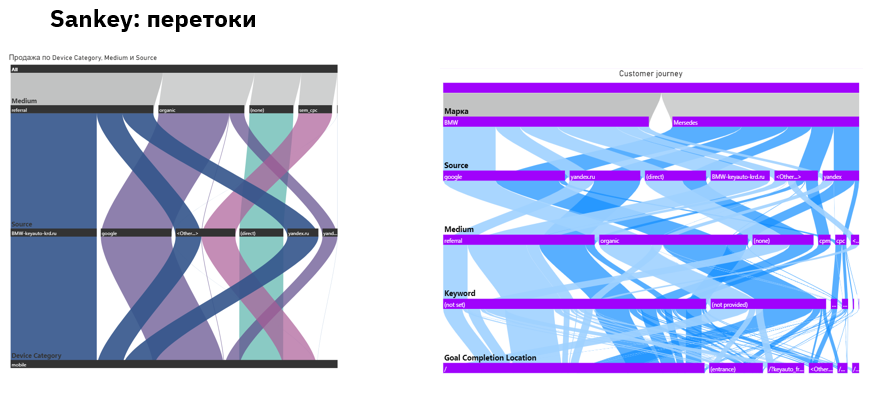 Sankey: перетоки
Продажа по Device Category, Medium и Source
All
Medium
referral organic (none) sem_cpc
Source
BMW-keyauto-krd.ru google <Other...> (direct) yandex.ru yand...
Device Category
mobile
Customer journey
Марка
BMW Mersedes
Source
google yandex.ru (direct) BMW-keyauto-krd.ru <Other...> yandex
Medium
referral organic (none) cpm cpc <...
Keyword
(not set) (not provided) ... ...
Goal Completion Location
/ (entrance) /?keyauto_fr... <Other... /... /...